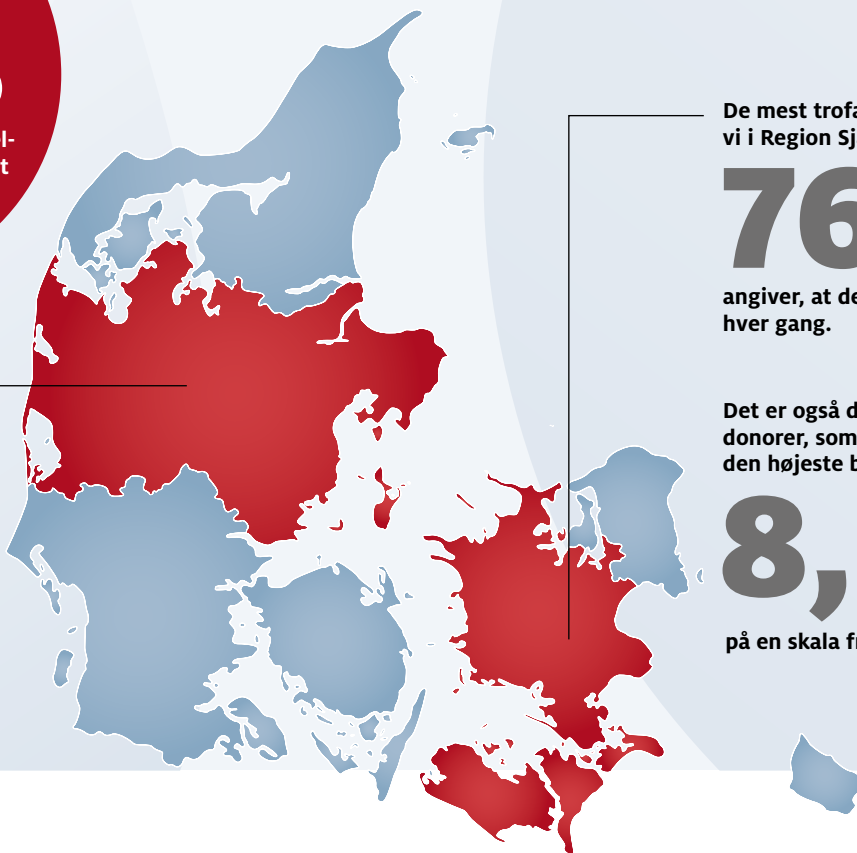 l-
t
De mest trofa
vi i Region Sj
76
angiver, at de
hver gang.
Det er også d
donorer, som
den højeste b
8,
på en skala fr